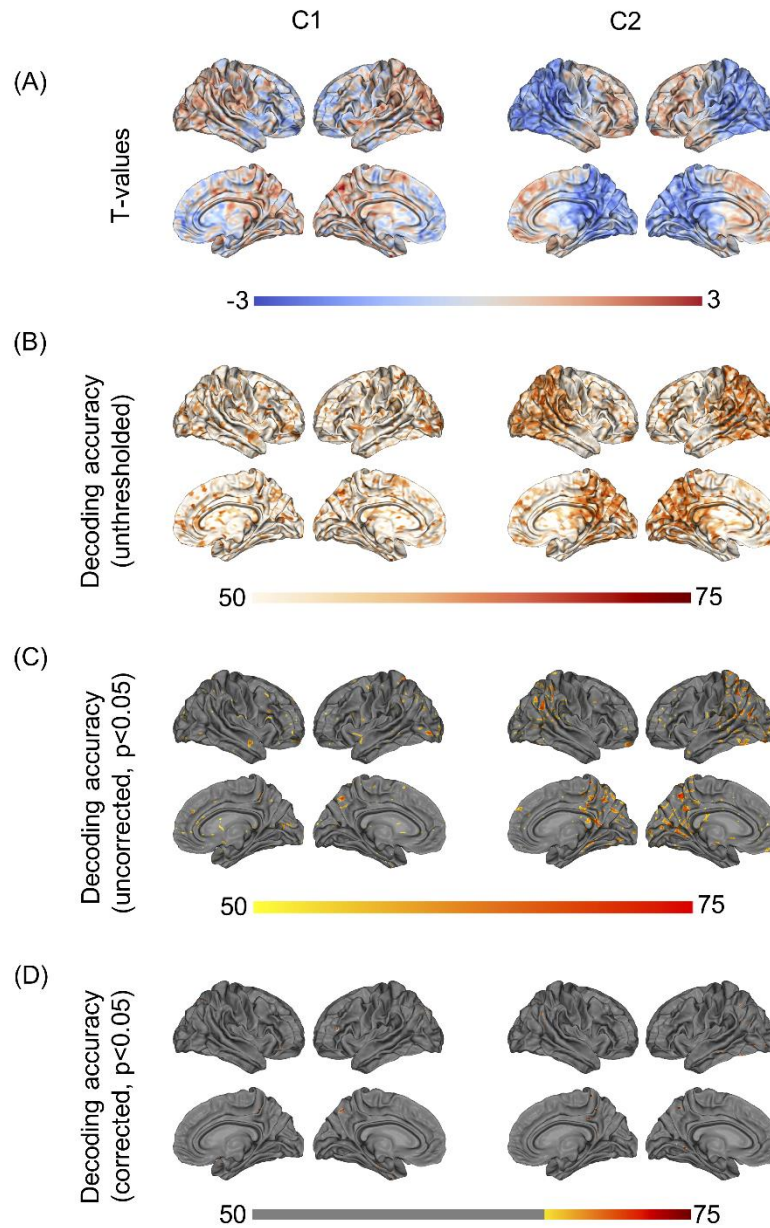 C1 C2
(A)
T-values
-3 3
(B)
Decoding accuracy
(unthresholded)
50 75
(C)
Decoding accuracy
(uncorrected, p<0.05)
50 75
(D)
Decoding accuracy
(corrected, p<0.05)
50 75